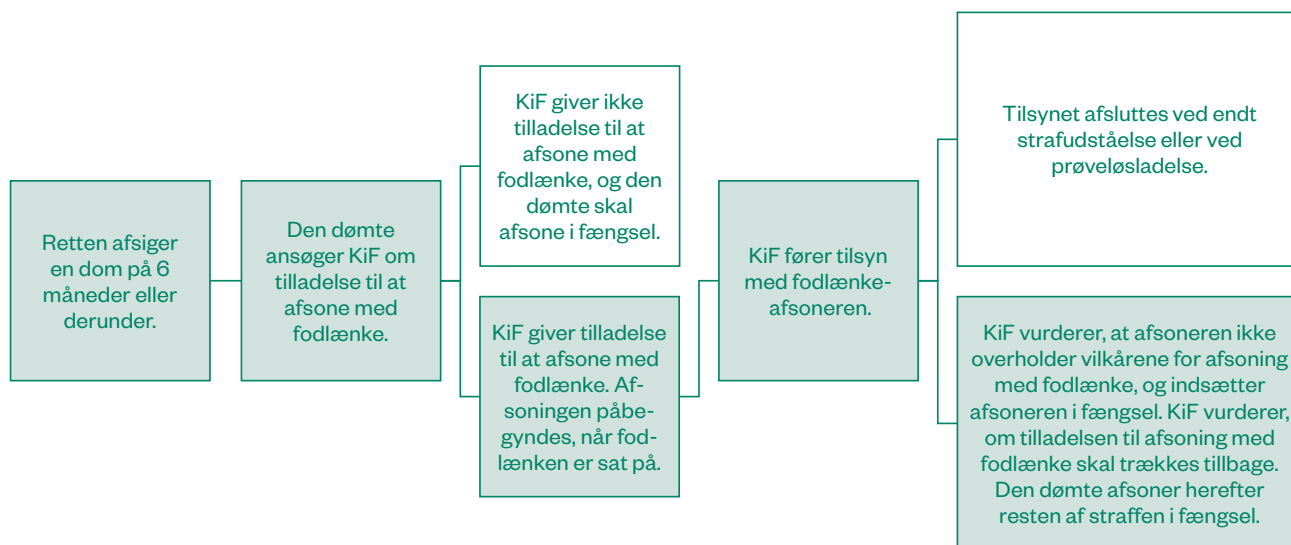 Retten afsiger
en dom på 6
måneder eller
derunder.
Den dømte
ansøger KiF om
tilladelse til at
afsone med
fodlænke.
KiF giver ikke
tilladelse til at
afsone med
fodlænke, og den
dømte skal
afsone i fængsel.
KiF giver tilladelse
til at afsone med
fodlænke. Af-
soningen påbe-
gyndes, når fod-
lænken er sat på.
KiF fører tilsyn
med fodlænke-
afsoneren.
Tilsynet afsluttes ved endt
strafudståelse eller ved
prøveløsladelse.
KiF vurderer, at afsoneren ikke
overholder vilkårene for afsoning
med fodlænke, og indsætter
afsoneren i fængsel. KiF vurderer,
om tilladelsen til afsoning med
fodlænke skal trækkes tillbage.
Den dømte afsoner herefter
resten af straffen i fængsel.